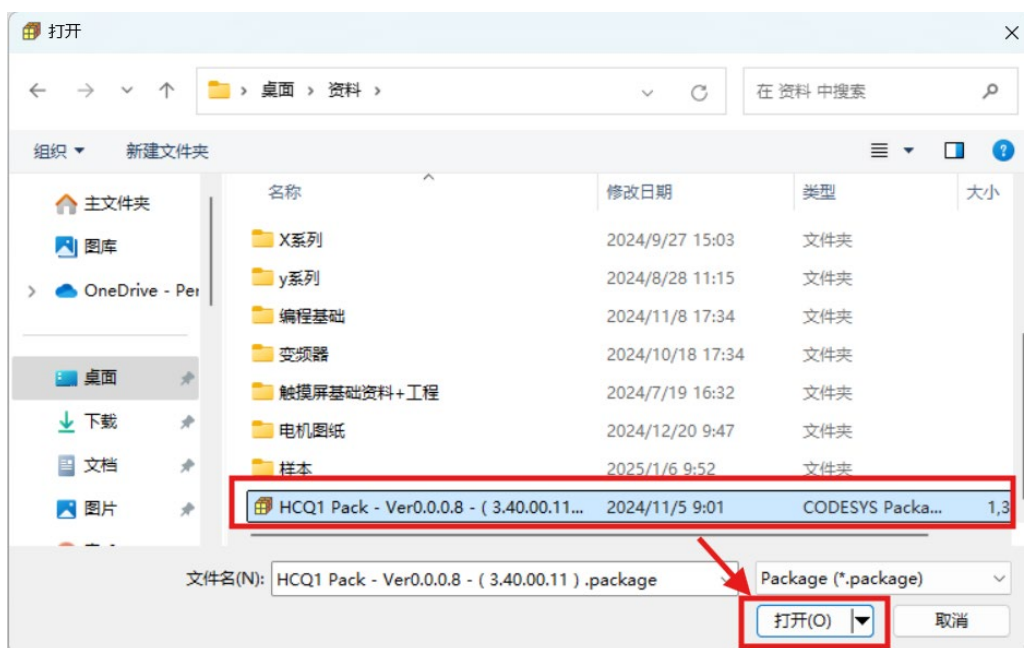 打开
桌面 › 资料 ›
在 资料 中搜索
组织
新建文件夹
名称 修改日期 类型 大小
主文件夹
图库
OneDrive - Per
桌面
下载
文档
图片
X系列 2024/9/27 15:03 文件夹
y系列 2024/8/28 11:15 文件夹
编程基础 2024/11/8 17:34 文件夹
变频器 2024/10/18 17:34 文件夹
触摸屏基础资料+工程 2024/7/19 16:32 文件夹
电机图纸 2024/12/20 9:47 文件夹
样本 2025/1/6 9:52 文件夹
HCQ1 Pack - Ver0.0.0.8 - ( 3.40.00.11... 2024/11/5 9:01 CODESYS Packa... 1,3
文件名(N): HCQ1 Pack - Ver0.0.0.8 - ( 3.40.00.11 ) .package
Package (*.package)
打开(O)
取消